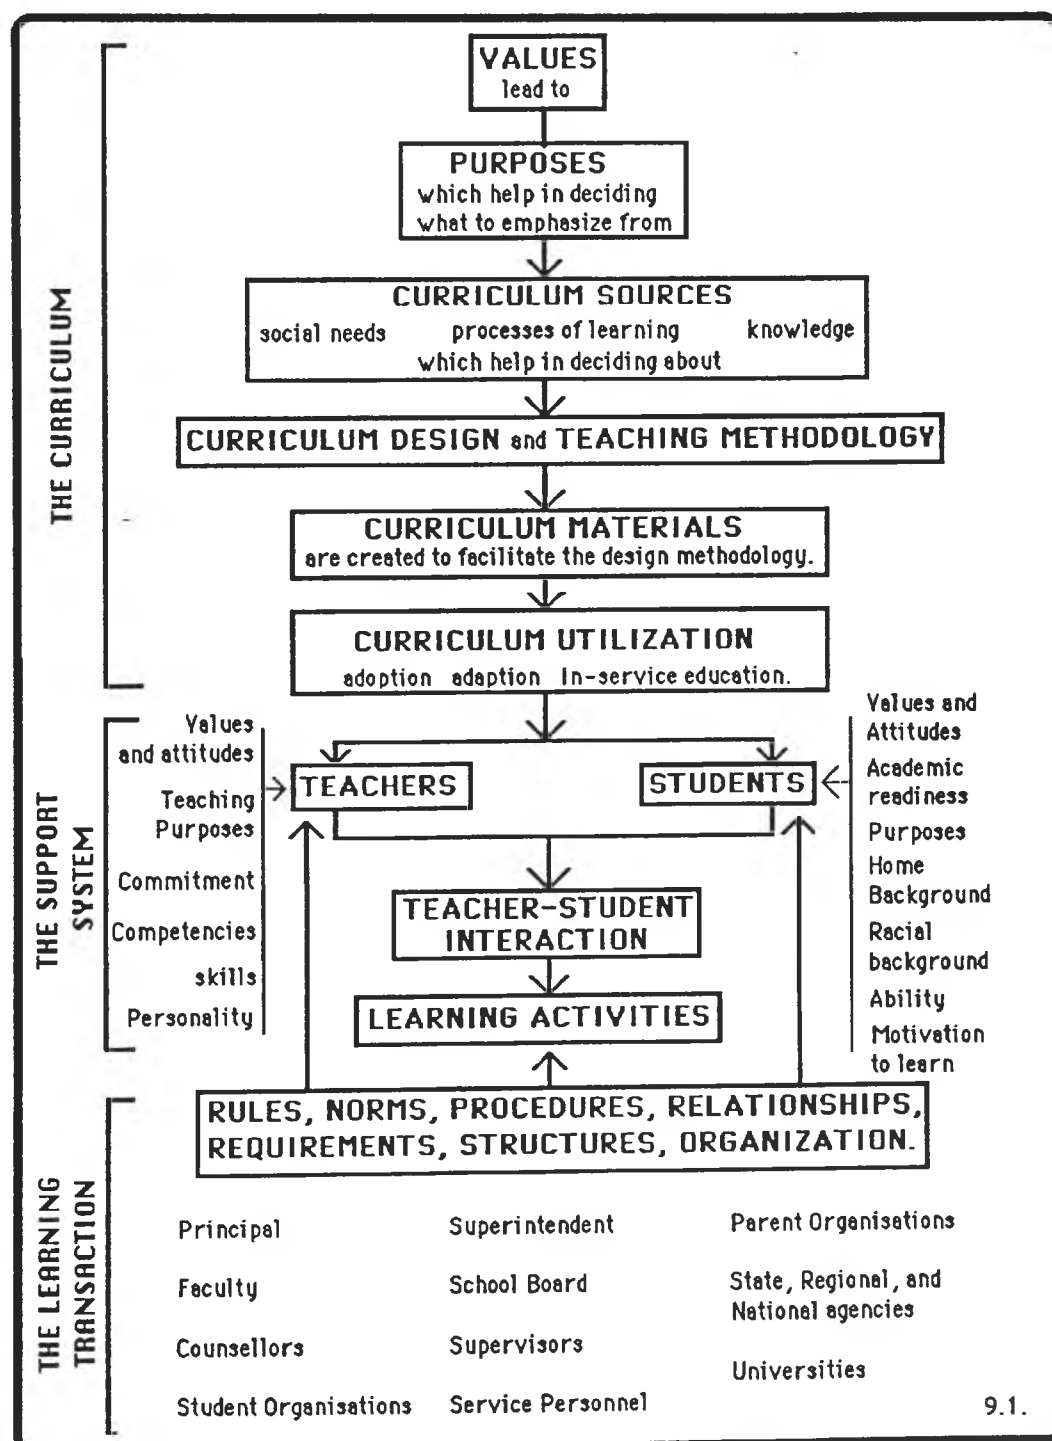 VALUES
lead to
PURPOSES
which help in deciding
what to emphasize from
CURRICULUM SOURCES
social needs processes of learning knowledge
which help in deciding about
CURRICULUM DESIGN and TEACHING METHODOLOGY
CURRICULUM MATERIALS
are created to facilitate the design methodology.
CURRICULUM UTILIZATION
adoption adaption In-service education.
THE CURRICULUM
Values
and attitudes
Teaching
Purposes
Commitment
Competencies
skills
Personality
TEACHERS
STUDENTS
Values and
Attitudes
Academic
readiness
Purposes
Home
Background
Racial
background
Ability
Motivation
to learn
TEACHER-STUDENT
INTERACTION
LEARNING ACTIVITIES
THE SUPPORT
SYSTEM
RULES, NORMS, PROCEDURES, RELATIONSHIPS,
REQUIREMENTS, STRUCTURES, ORGANIZATION.
THE LEARNING
TRANSACTION
Principal
Faculty
Counsellors
Student Organisations
Superintendent
School Board
Supervisors
Service Personnel
Parent Organisations
State, Regional, and
National agencies
Universities
9.1.